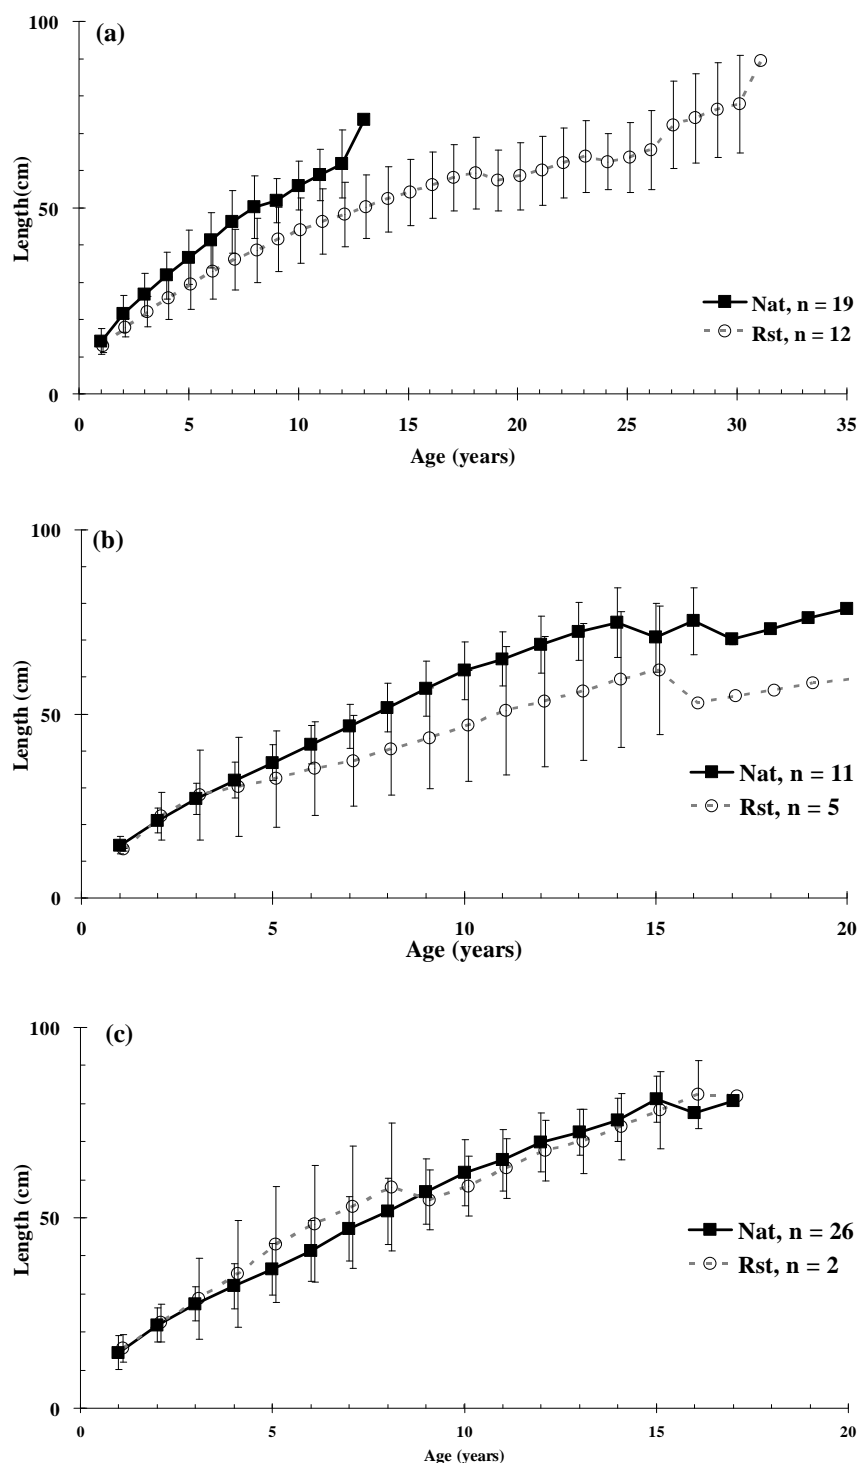 100
(a)
Length(cm)
50
Nat, n = 19
Rst, n = 12
0
0 5 10 15 20 25 30 35
Age (years)
100
(b)
Length (cm)
50
Nat, n = 11
Rst, n = 5
0
0 5 10 15 20
Age (years)
100
(c)
Length (cm)
50
Nat, n = 26
Rst, n = 2
0
0 5 10 15 20
Age (years)